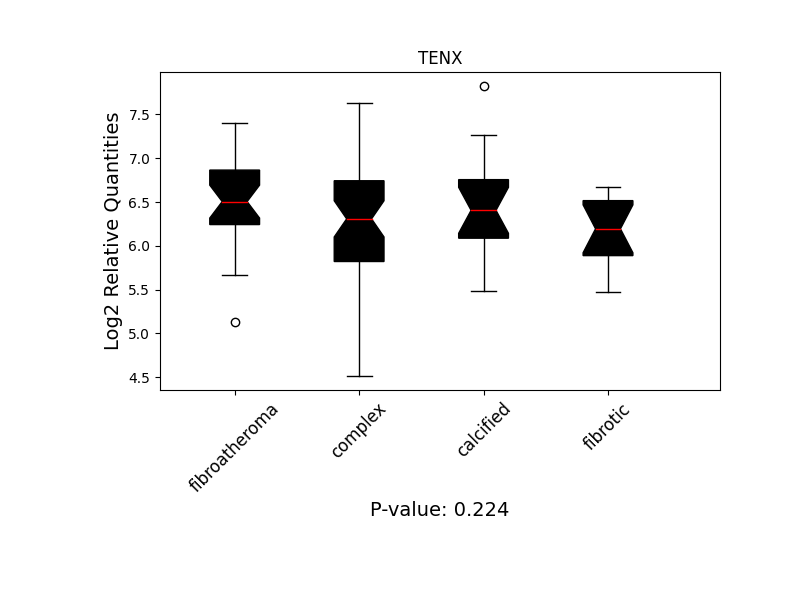 TENX
Log2 Relative Quantities
7.5
7.0
6.5
6.0
5.5
5.0
4.5
fibroatheroma
complex
calcified
fibrotic
P-value: 0.224